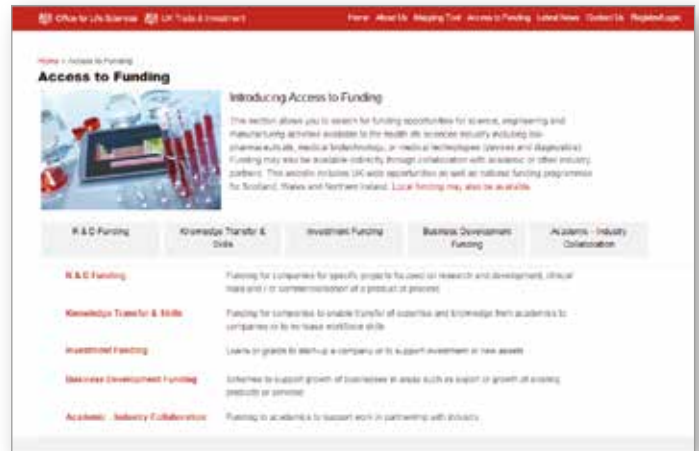 Office for Life Sciences UK Trade & Investment
Home About Us Mapping Tool Access to Funding Latest News Contact Us Register/Login
Home > Access to Funding
Access to Funding
Introducing Access to Funding
This section allows you to search for funding opportunities for science, engineering and
manufacturing activities available to the health life sciences industry including bio-
pharmaceuticals, medical biotechnology, or medical technologies (devices and diagnostics).
Funding may also be available indirectly through collaboration with academic or other industry
partners. This section includes UK wide opportunities as well as national funding programmes
for Scotland, Wales and Northern Ireland. Local funding may also be available.
R & D Funding
Knowledge Transfer &
Skills
Investment Funding
Business Development
Funding
Academic - Industry
Collaboration
R & D Funding
Funding for companies for specific projects focused on research and development, clinical
trials and / or commercialisation of a product or process
Knowledge Transfer & Skills
Funding for companies to enable transfer of expertise and knowledge from academics to
companies or to increase workforce skills
Investment Funding
Loans or grants to start-up a company or to support investment in new assets
Business Development Funding
Schemes to support growth of businesses in areas such as export or growth of existing
products or services
Academic - Industry Collaboration
Funding to academics to support work in partnership with industry